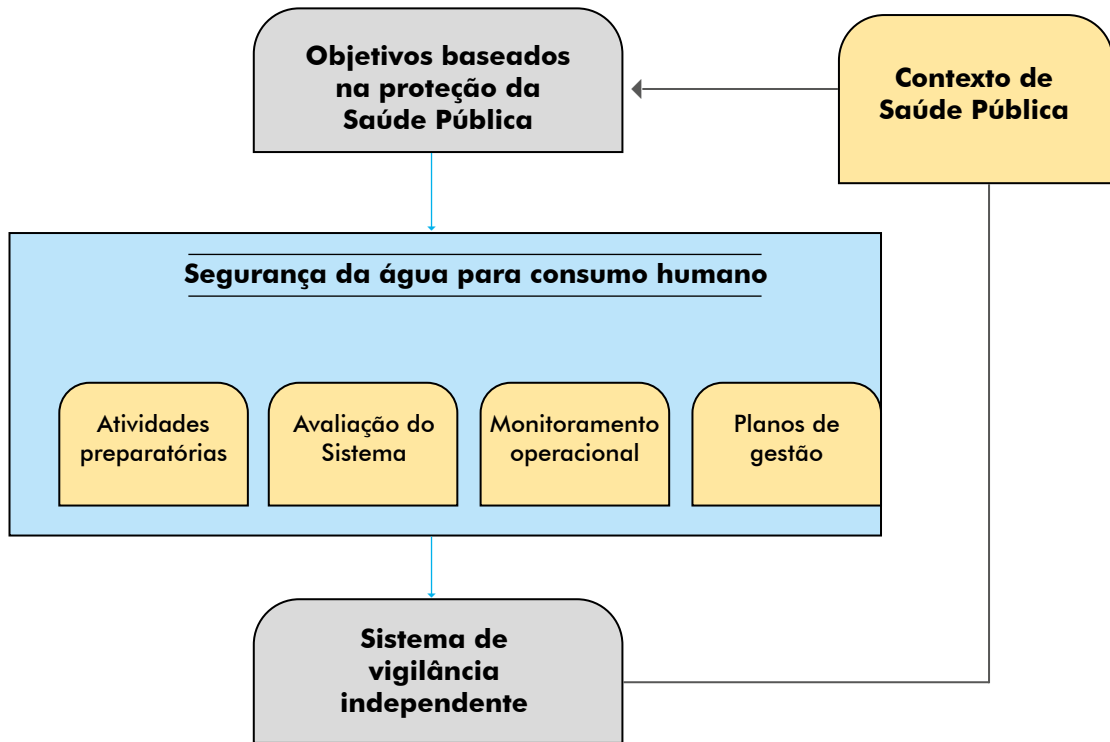 Objetivos baseados
na proteção da
Saúde Pública
Contexto de
Saúde Pública
Segurança da água para consumo humano
Atividades
preparatórias
Avaliação do
Sistema
Monitoramento
operacional
Planos de
gestão
Sistema de
vigilância
independente